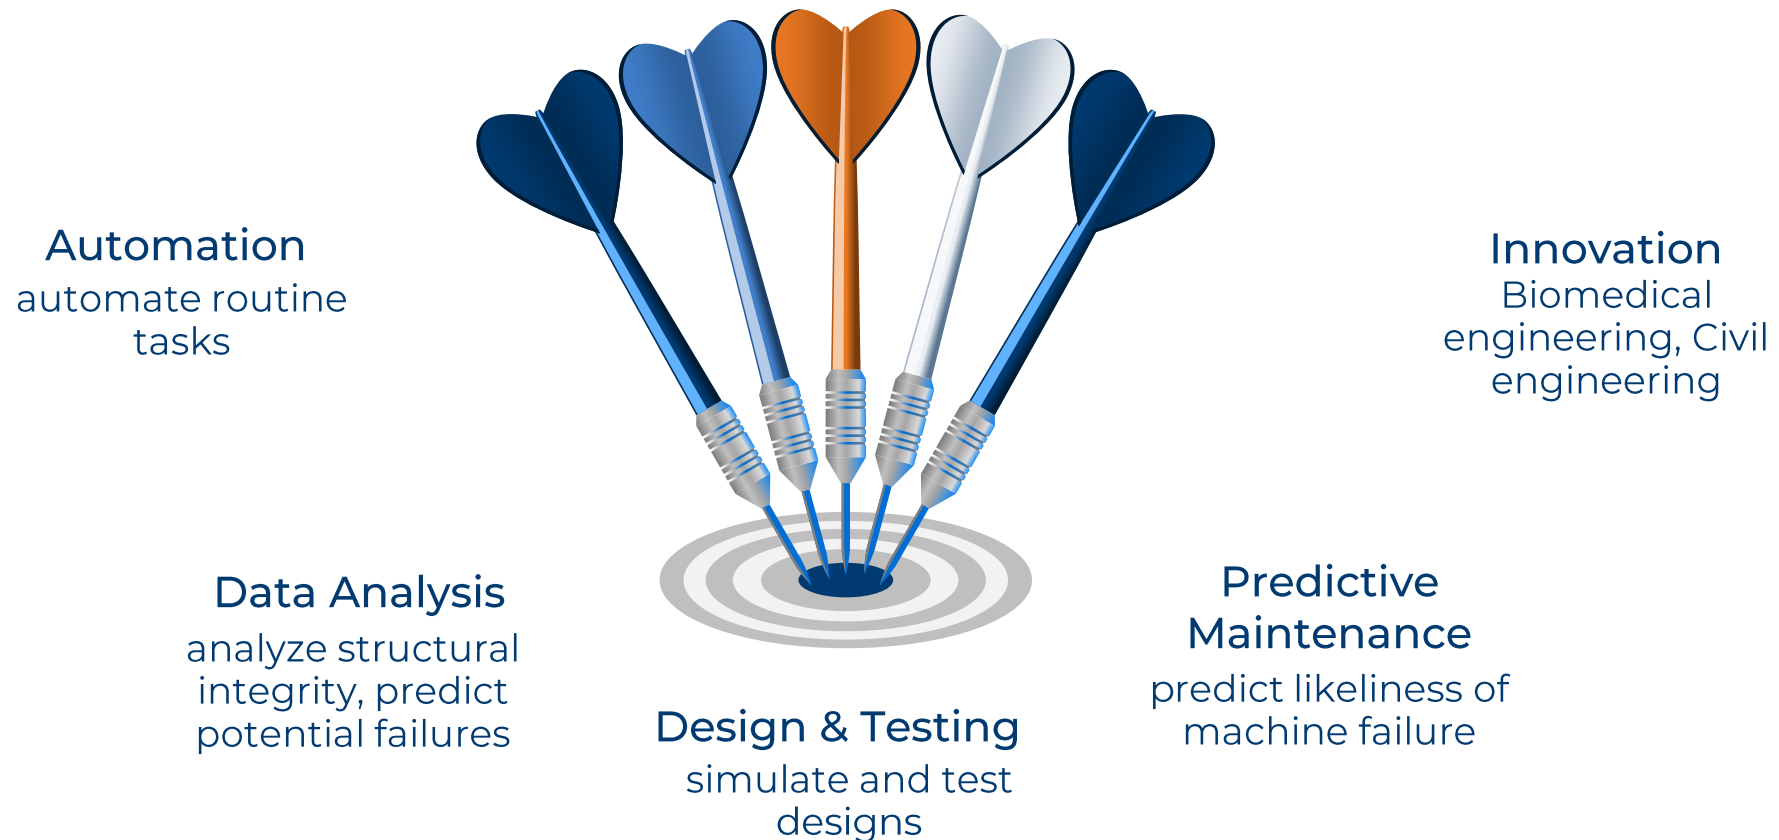 Automation
automate routine
tasks
Data Analysis
analyze structural
integrity, predict
potential failures
Design & Testing
simulate and test
designs
Predictive
Maintenance
predict likeliness of
machine failure
Innovation
Biomedical
engineering, Civil
engineering